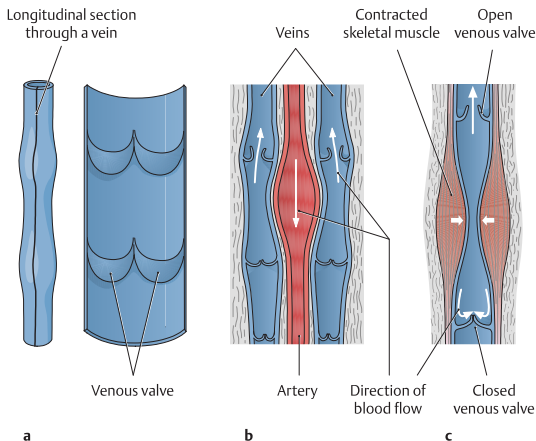 Longitudinal section
through a vein
Veins
Contracted
skeletal muscle
Open
venous valve
Venous valve
Artery
Direction of
blood flow
Closed
venous valve
a
b
c